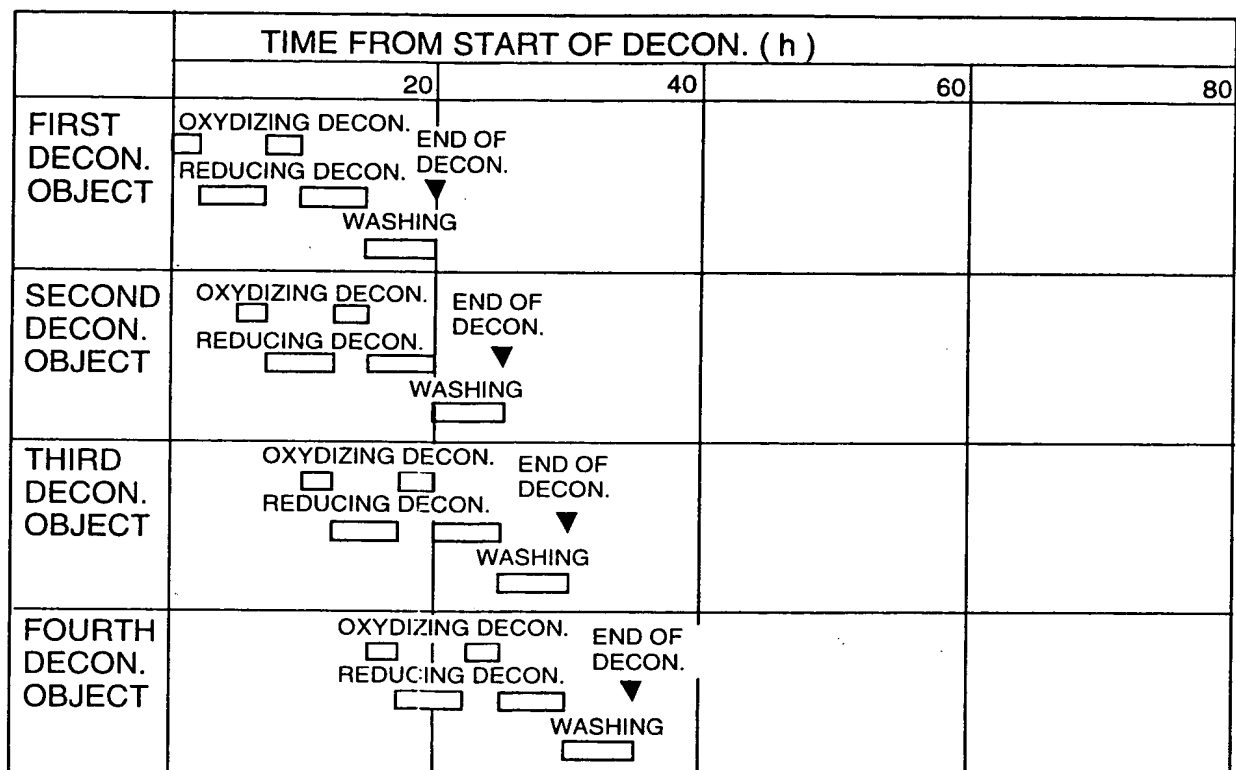 TIME FROM START OF DECON. ( h )
20 40 60 80
FIRST
DECON.
OBJECT
OXYDIZING DECON.
REDUCING DECON.
WASHING
END OF
DECON.
SECOND
DECON.
OBJECT
OXYDIZING DECON.
REDUCING DECON.
WASHING
END OF
DECON.
THIRD
DECON.
OBJECT
OXYDIZING DECON.
REDUCING DECON.
WASHING
END OF
DECON.
FOURTH
DECON.
OBJECT
OXYDIZING DECON.
REDUCING DECON.
WASHING
END OF
DECON.